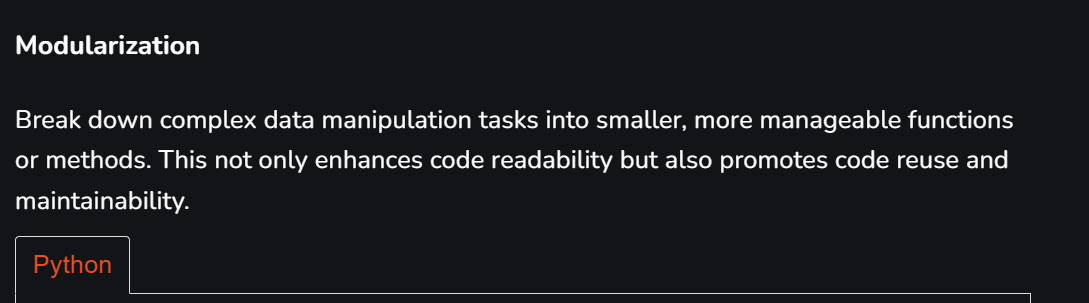 Modularization
Break down complex data manipulation tasks into smaller, more manageable functions
or methods. This not only enhances code readability but also promotes code reuse and
maintainability.
Python